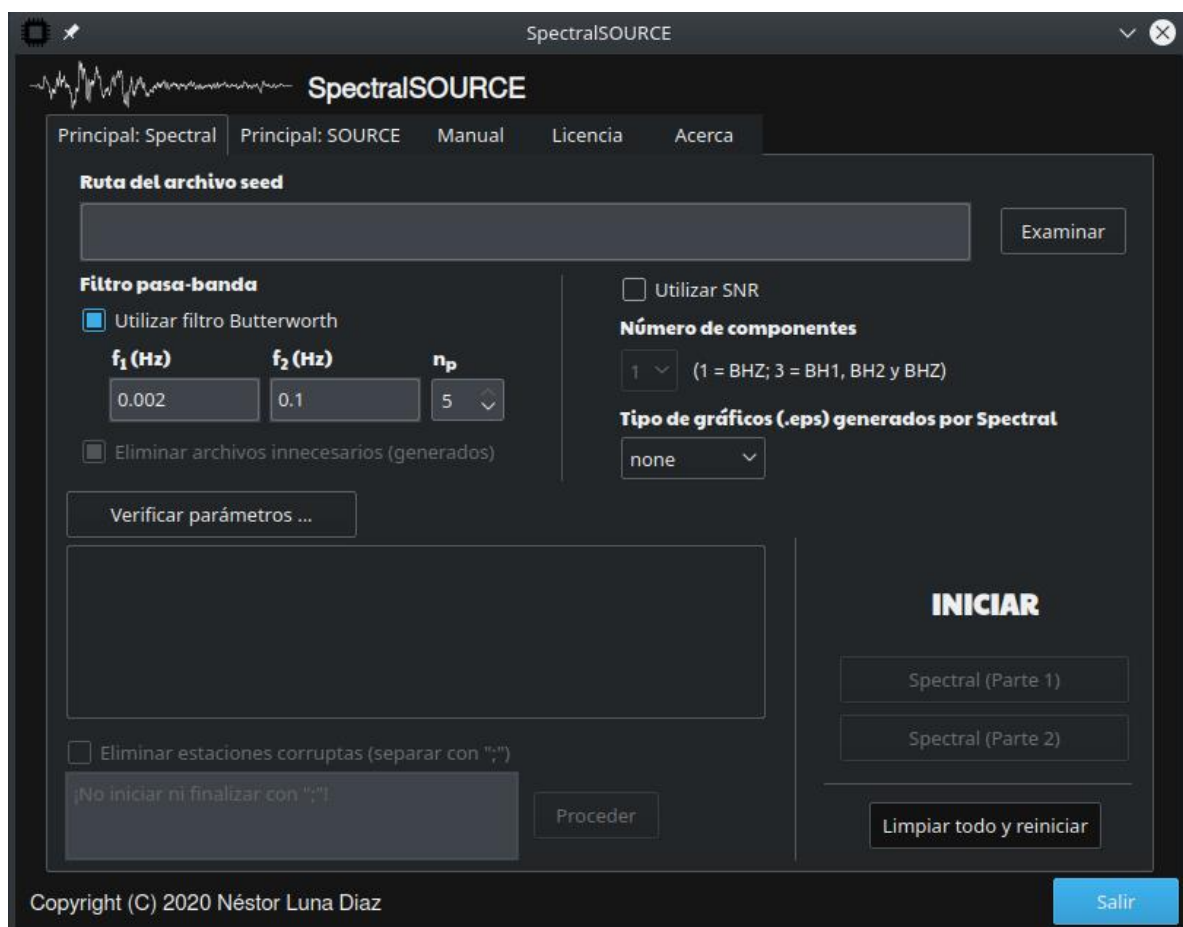 SpectralSOURCE
SpectralSOURCE
Principal: Spectral Principal: SOURCE Manual Licencia Acerca
Ruta del archivo seed
Examinar
Filtro pasa-banda
Utilizar filtro Butterworth
f₁ (Hz) f₂ (Hz) nₚ
0.002 0.1 5
Eliminar archivos innecesarios (generados)
Utilizar SNR
Número de componentes
1 (1 = BHZ; 3 = BH1, BH2 y BHZ)
Tipo de gráficos (.eps) generados por Spectral
none
Verificar parámetros ...
INICIAR
Spectral (Parte 1)
Spectral (Parte 2)
Eliminar estaciones corruptas (separar con ";")
¡No iniciar ni finalizar con ";"!
Proceder
Limpiar todo y reiniciar
Copyright (C) 2020 Néstor Luna Diaz
Salir